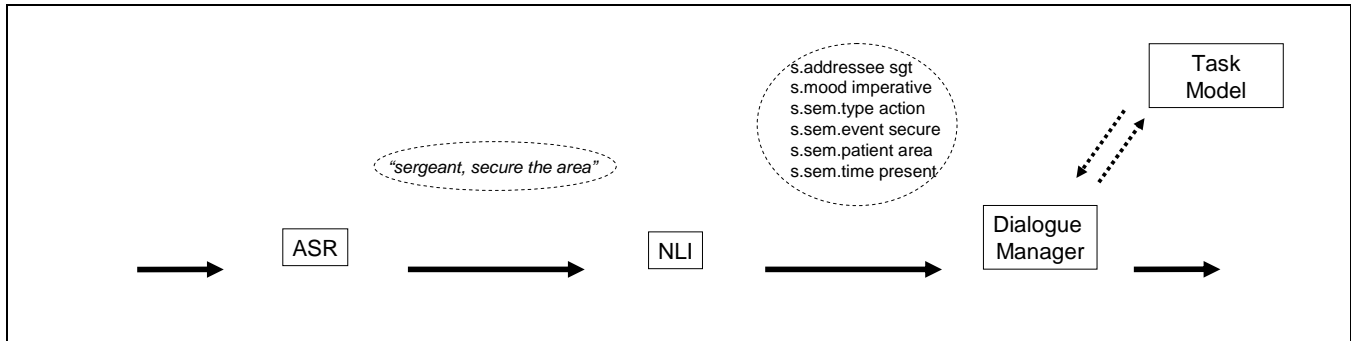 s.addressee sgt
s.mood imperative
s.sem.type action
s.sem.event secure
s.sem.patient area
s.sem.time present
Task
Model
“sergeant, secure the area”
ASR
NLI
Dialogue
Manager